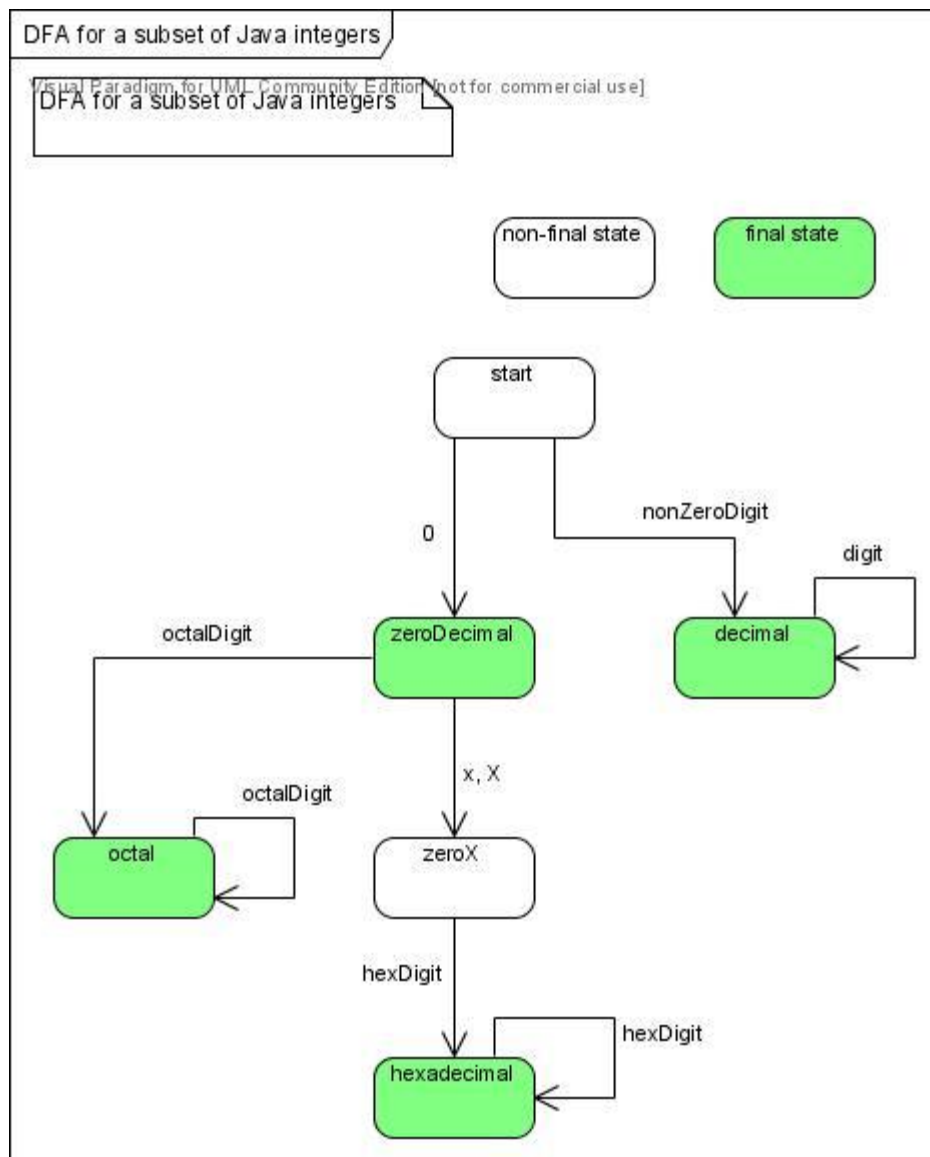 DFA for a subset of Java integers
Visual Paradigm for UML Community Edition [not for commercial use]
DFA for a subset of Java integers
non-final state
final state
start
nonZeroDigit
0
digit
octalDigit
zeroDecimal
decimal
x, X
octalDigit
octal
zeroX
hexDigit
hexDigit
hexadecimal